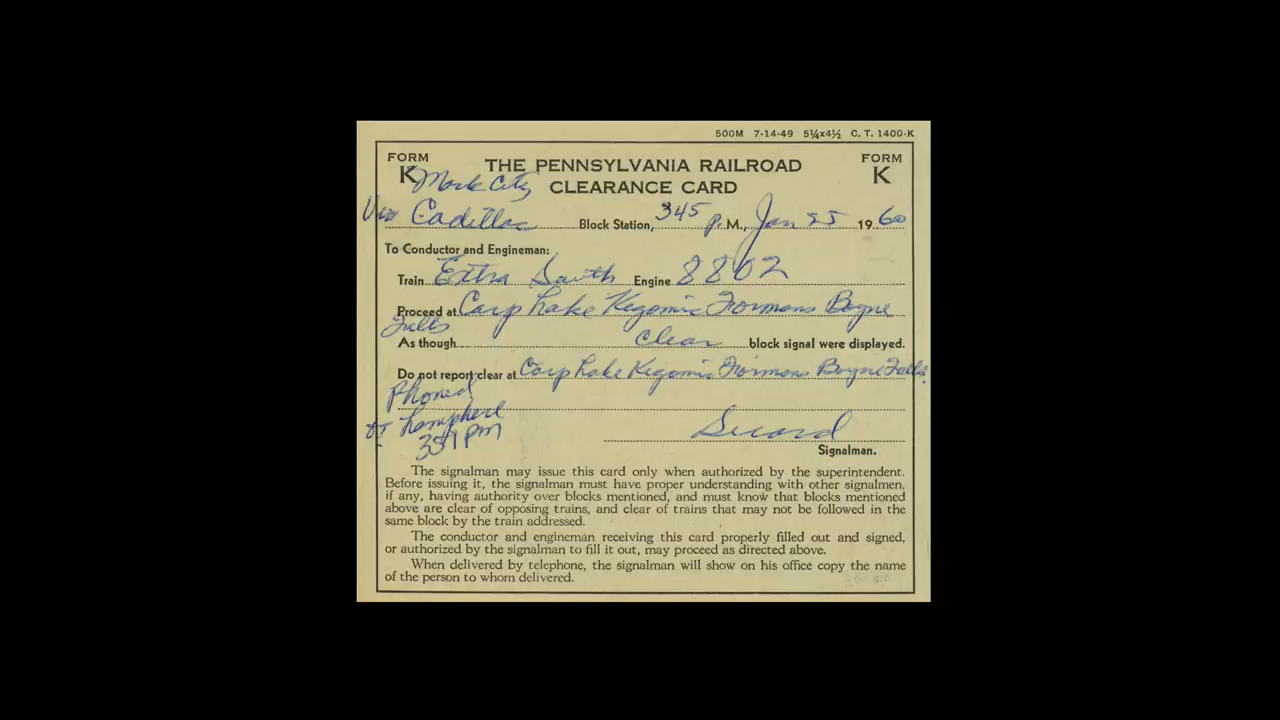 500M 7-14-49 5¼x4½ C. T. 1400-K
FORM K
THE PENNSYLVANIA RAILROAD
FORM K
CLEARANCE CARD
Mack City
Via Cadillac Block Station, 345 P. M., Jan 25 1960
To Conductor and Engineman:
Train Extra South Engine 8802
Proceed at Carp Lake Kegomic Formans Boyne
Falls
As though clear block signal were displayed.
Do not report clear at Carp Lake Kegomic Formans Boyne Falls.
Phoned
at
351 PM
Signalman.
The signalman may issue this card only when authorized by the superintendent.
Before issuing it, the signalman must have proper understanding with other signalmen,
if any, having authority over blocks mentioned, and must know that blocks mentioned
above are clear of opposing trains, and clear of trains that may not be followed in the
same block by the train addressed.
The conductor and engineman receiving this card properly filled out and signed,
or authorized by the signalman to fill it out, may proceed as directed above.
When delivered by telephone, the signalman will show on his office copy the name
of the person to whom delivered.